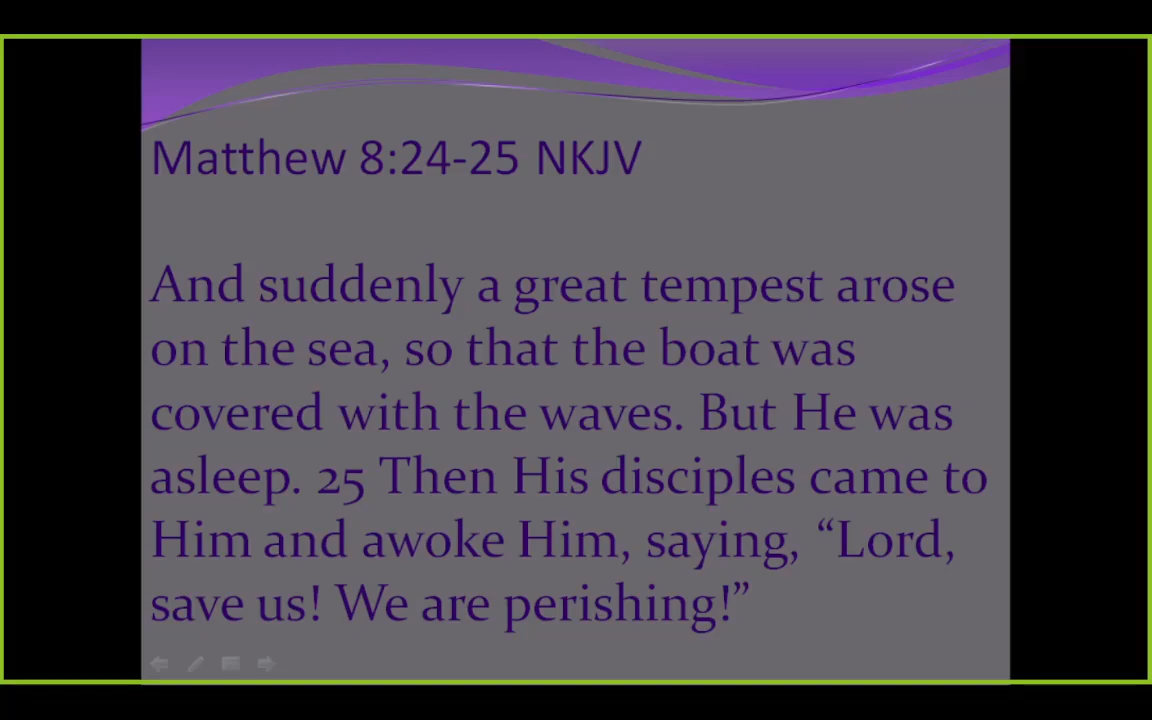 Matthew 8:24-25 NKJV
And suddenly a great tempest arose
on the sea, so that the boat was
covered with the waves. But He was
asleep. 25 Then His disciples came to
Him and awoke Him, saying, “Lord,
save us! We are perishing!”